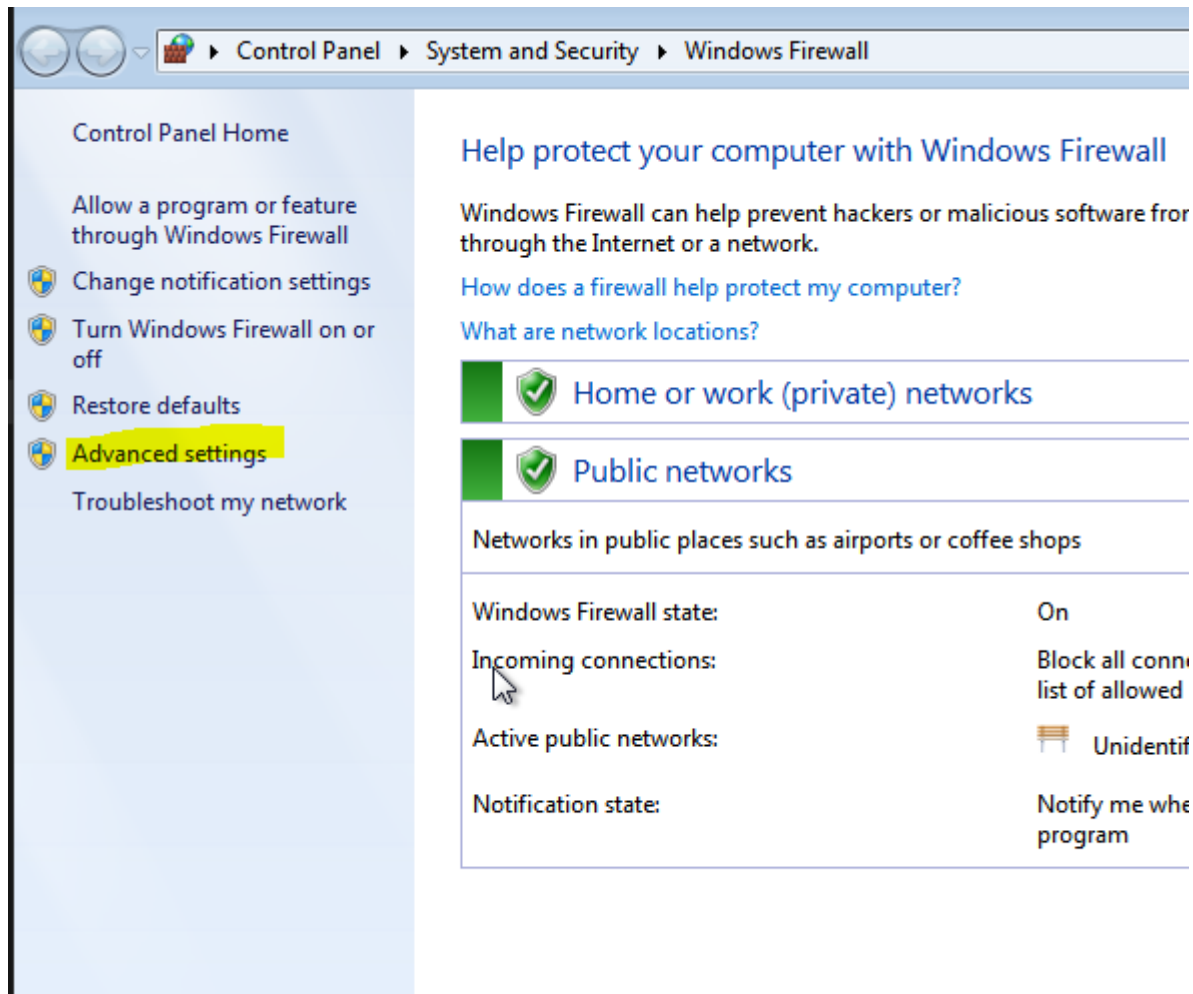 Control Panel ▸ System and Security ▸ Windows Firewall
Control Panel Home
Allow a program or feature
through Windows Firewall
Change notification settings
Turn Windows Firewall on or
off
Restore defaults
Advanced settings
Troubleshoot my network
Help protect your computer with Windows Firewall
Windows Firewall can help prevent hackers or malicious software
through the Internet or a network.
How does a firewall help protect my computer?
What are network locations?
Home or work (private) networks
Public networks
Networks in public places such as airports or coffee shops
Windows Firewall state:
On
Incoming connections:
Block all
list of allowed
Active public networks:
Notification state:
Notify me
program